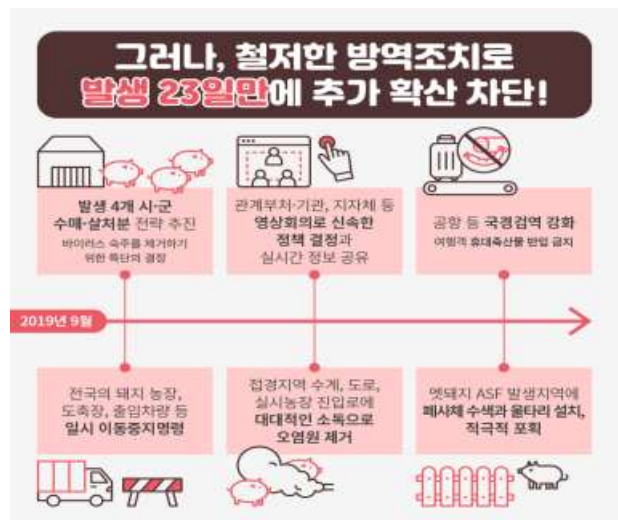 그러나, 철저한 방역조치로
발생 23일만에 추가 확산 차단!
발생 4개 시·군
수매·살처분 전략 추진
바이러스 숙주를 제거하기
위한 특단의 결정
관계부처·기관, 지자체 등
영상회의로 신속한
정책 결정과
실시간 정보 공유
공항 등 국경검역 강화
여행객 휴대축산물 반입 금지
2019년 9월
전국의 돼지 농장,
도축장, 출입차량 등
일시 이동중지명령
접경지역 수계, 도로,
실시농장 진입로에
대대적인 소독으로
오염원 제거
멧돼지 ASF 발생지역에
폐사체 수색과 울타리 설치,
적극적 포획